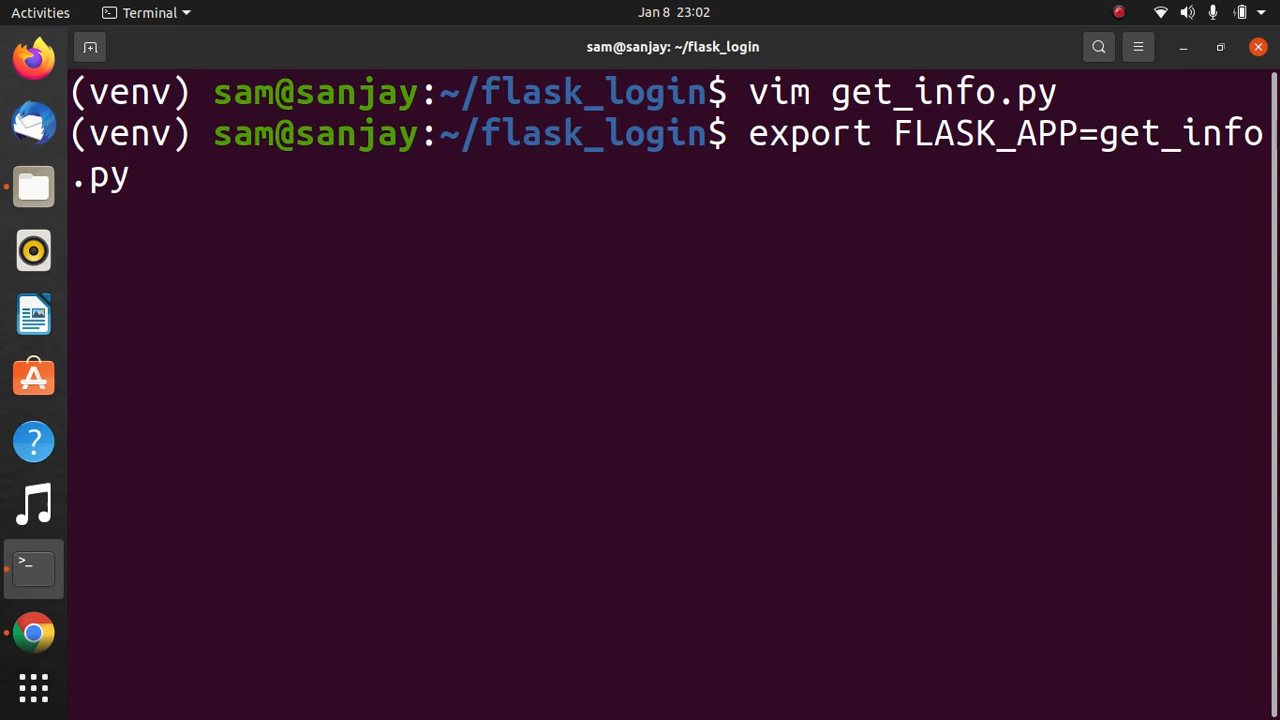 Activities
Terminal
Jan 8 23:02
sam@sanjay: ~/flask_login
(venv) sam@sanjay:~/flask_login$ vim get_info.py
(venv) sam@sanjay:~/flask_login$ export FLASK_APP=get_info
.py